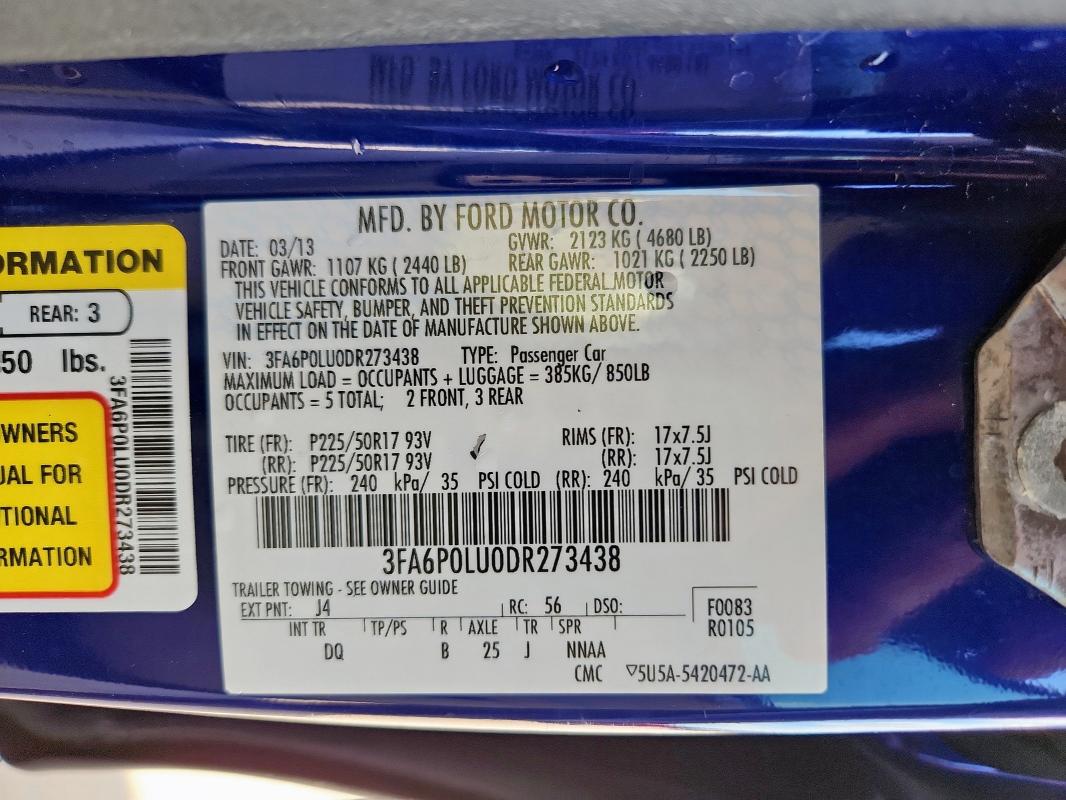 MFD. BY FORD MOTOR CO.
DATE: 03/13 GVWR: 2123 KG ( 4680 LB)
FRONT GAWR: 1107 KG ( 2440 LB) REAR GAWR: 1021 KG ( 2250 LB)
THIS VEHICLE CONFORMS TO ALL APPLICABLE FEDERAL MOTOR
VEHICLE SAFETY, BUMPER, AND THEFT PREVENTION STANDARDS
IN EFFECT ON THE DATE OF MANUFACTURE SHOWN ABOVE.
VIN: 3FA6P0LU0DR273438 TYPE: Passenger Car
MAXIMUM LOAD = OCCUPANTS + LUGGAGE = 385KG/ 850LB
OCCUPANTS = 5 TOTAL; 2 FRONT, 3 REAR
TIRE (FR): P225/50R17 93V RIMS (FR): 17x7.5J
(RR): P225/50R17 93V (RR): 17x7.5J
PRESSURE (FR): 240 kPa/ 35 PSI COLD (RR): 240 kPa/ 35 PSI COLD
3FA6P0LU0DR273438
TRAILER TOWING - SEE OWNER GUIDE
EXT PNT: J4 RC: 56 DSO: F0083
INT TR TP/PS R AXLE TR SPR R0105
DQ B 25 J NNAA
CMC ▽5U5A-5420472-AA
ORMATION
REAR: 3
50 lbs.
3FA6P0LU0DR273438
WNERS
UAL FOR
TIONAL
RMATION